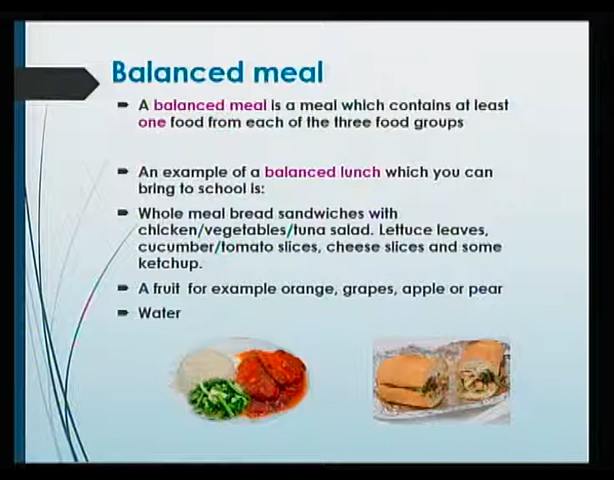 Balanced meal
A balanced meal is a meal which contains at least
one food from each of the three food groups
An example of a balanced lunch which you can
bring to school is:
Whole meal bread sandwiches with
chicken/vegetables/tuna salad. Lettuce leaves,
cucumber/tomato slices, cheese slices and some
ketchup.
A fruit for example orange, grapes, apple or pear
Water